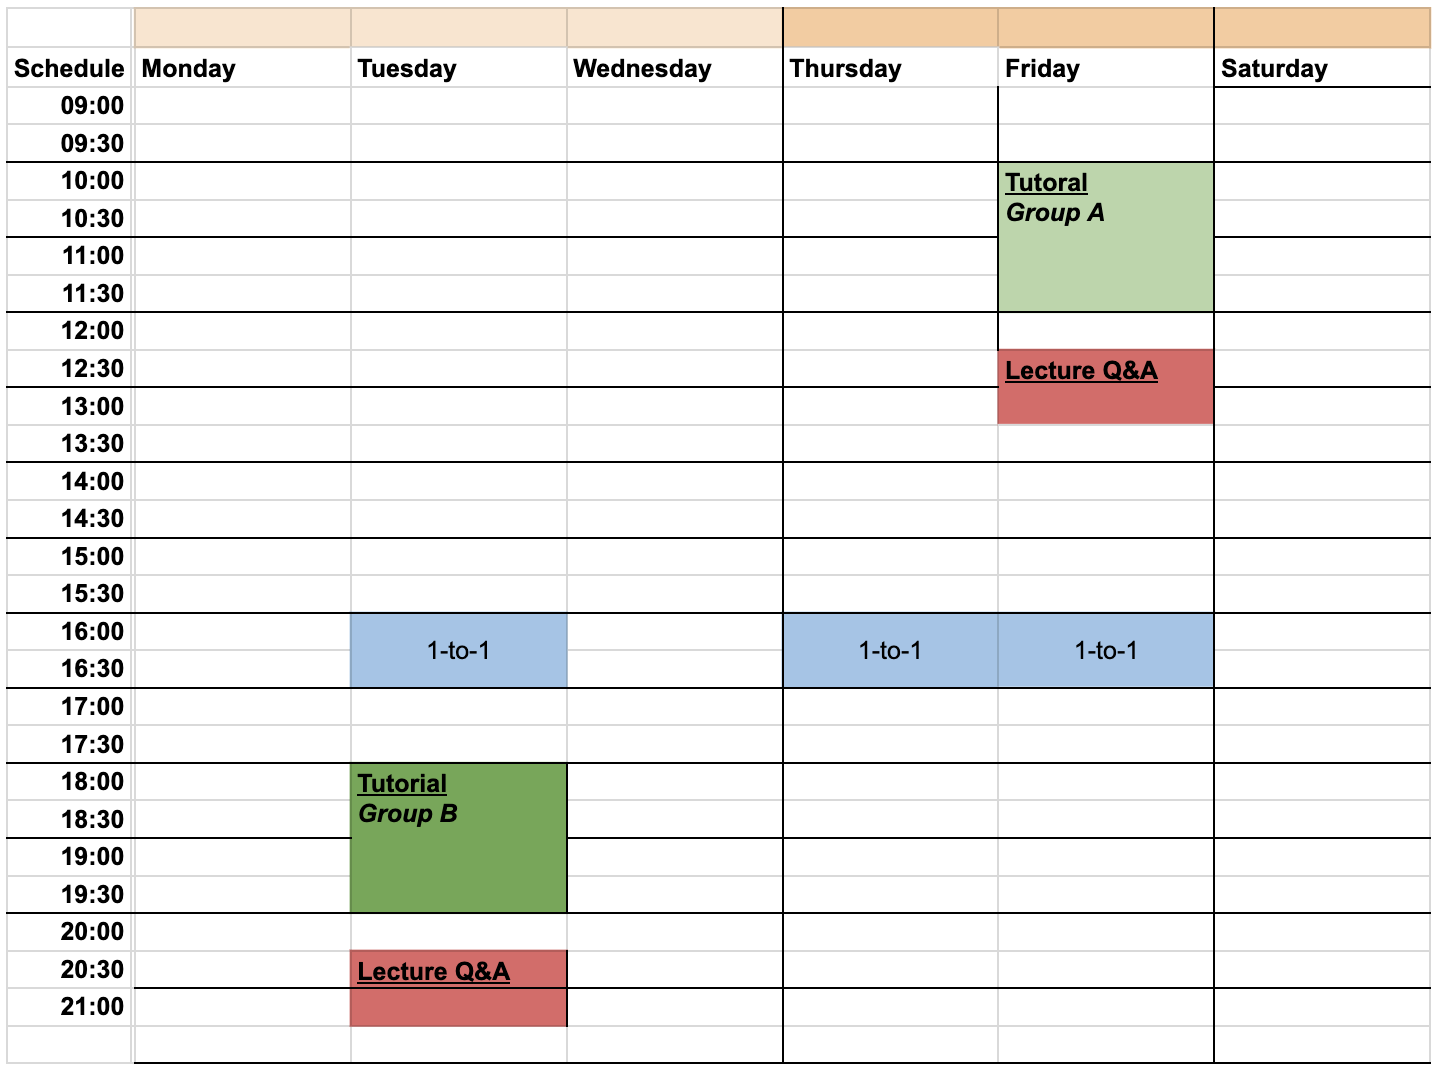 Schedule Monday Tuesday Wednesday Thursday Friday Saturday
09:00
09:30
10:00 Tutoral
10:30 Group A
11:00
11:30
12:00
12:30 Lecture Q&A
13:00
13:30
14:00
14:30
15:00
15:30
16:00
1-to-1 1-to-1 1-to-1
16:30
17:00
17:30
18:00 Tutorial
18:30 Group B
19:00
19:30
20:00
20:30 Lecture Q&A
21:00